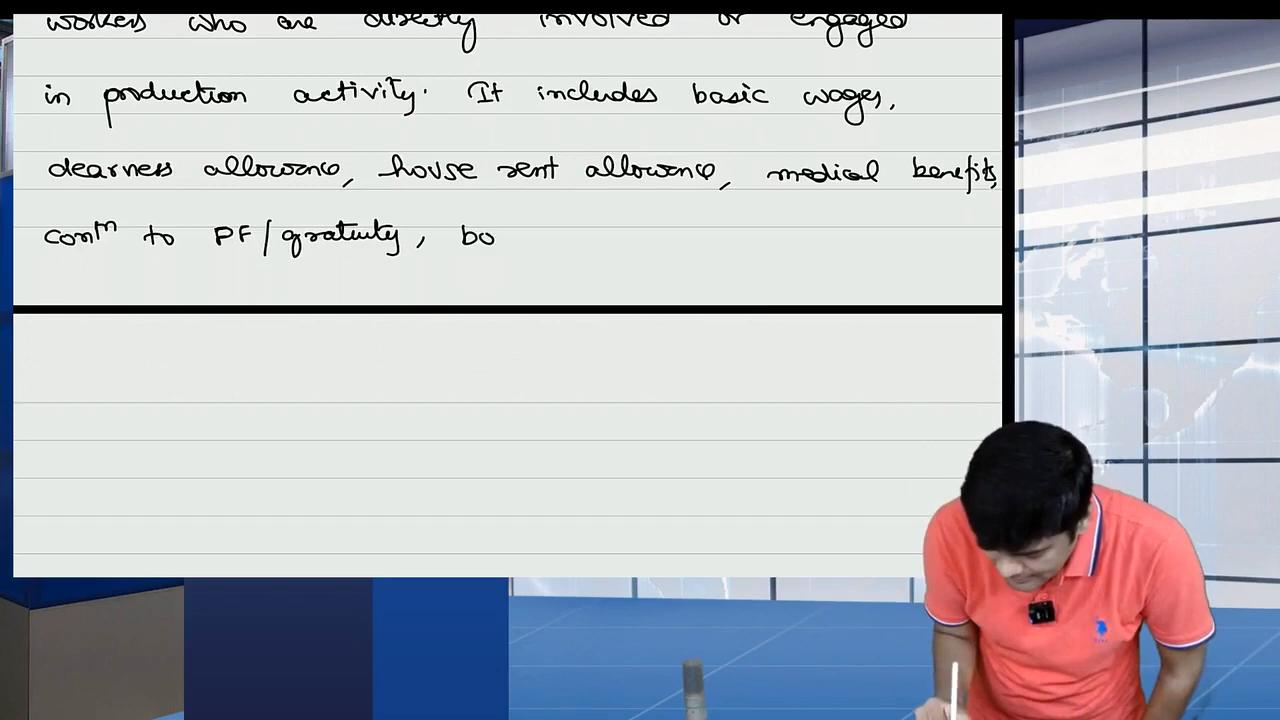 workers who are directly involved or engaged
in production activity. It includes basic wages,
dearness allowance, house rent allowance, medical benefits,
conⁿ to PF/gratuity, bo